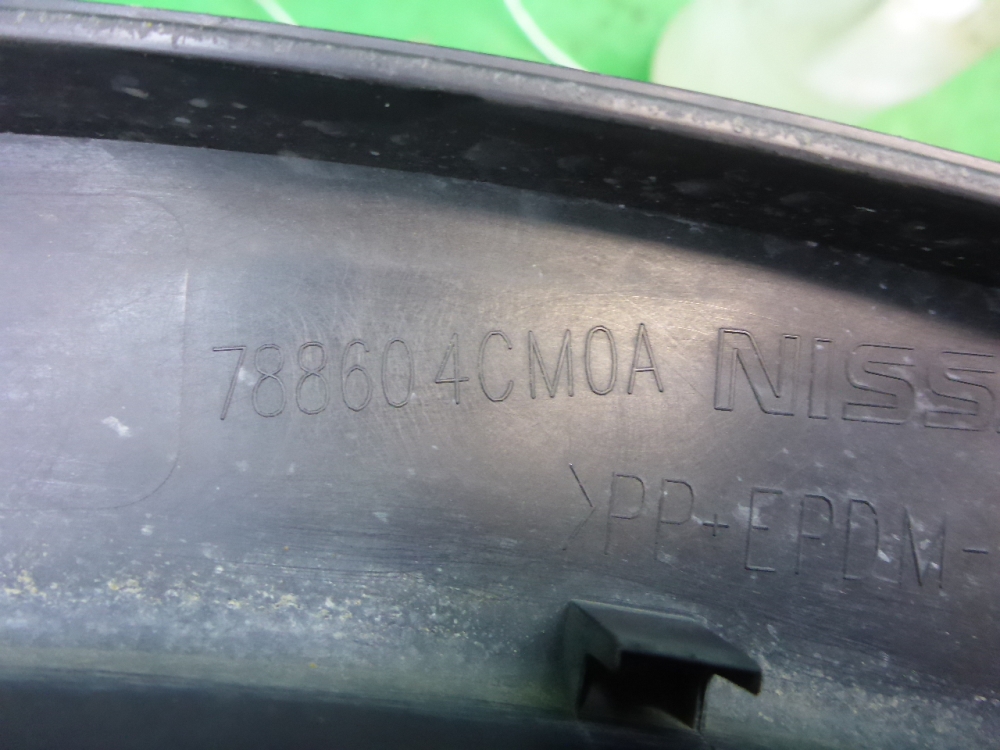 788604CM0A NISS
>PP+EPDM-